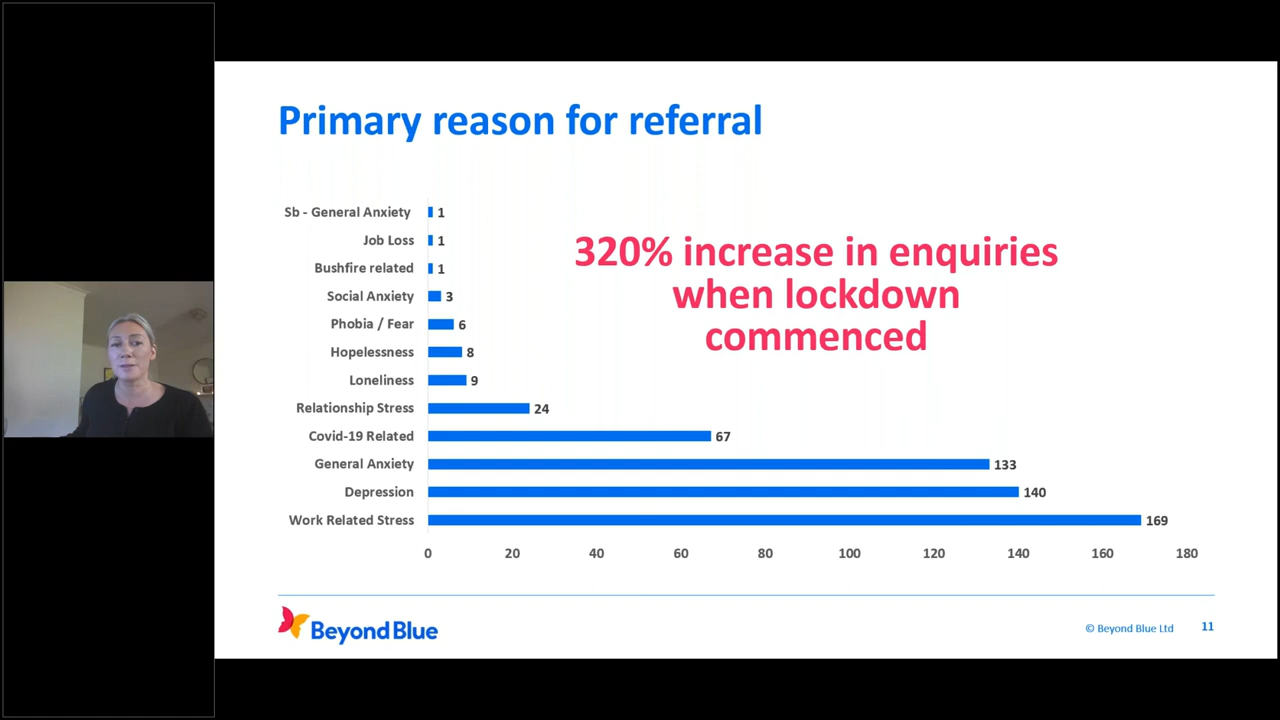 Primary reason for referral
Sb - General Anxiety 1
Job Loss 1
Bushfire related 1
Social Anxiety 3
Phobia / Fear 6
Hopelessness 8
Loneliness 9
Relationship Stress 24
Covid-19 Related 67
General Anxiety 133
Depression 140
Work Related Stress 169
0 20 40 60 80 100 120 140 160 180
320% increase in enquiries
when lockdown
commenced
Beyond Blue
© Beyond Blue Ltd 11